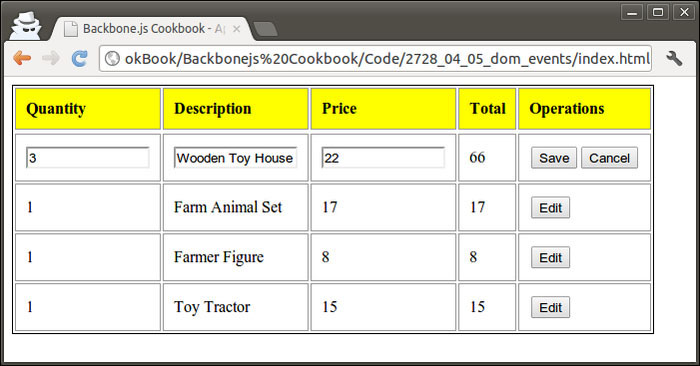 Backbone.js Cookbook - Ap
okBook/Backbonejs%20Cookbook/Code/2728_04_05_dom_events/index.html
Quantity Description Price Total Operations
3 Wooden Toy House 22 66 Save Cancel
1 Farm Animal Set 17 17 Edit
1 Farmer Figure 8 8 Edit
1 Toy Tractor 15 15 Edit